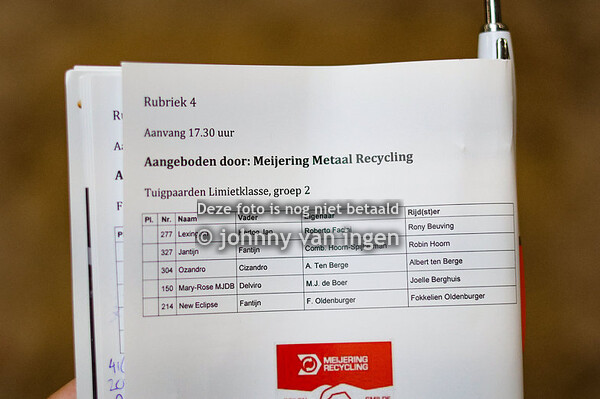 Rubriek 4
Aanvang 17.30 uur
Aangeboden door: Meijering Metaal Recycling
Tuigpaarden Limietklasse, groep 2
Deze foto is nog niet betaald
© johnny van ingen
Pl. Nr. Naam Vader Eigenaar Rijd(st)er
277 Jan Roberto Rony Beuving
327 Jantijn Fantijn Comb. Hoorn- Robin Hoorn
304 Ozandro Cizandro A. Ten Berge Albert ten Berge
150 Mary-Rose MJDB Delviro M.J. de Boer Joelle Berghuis
214 New Eclipse Fantijn F. Oldenburger Fokkelien Oldenburger
MEIJERING
RECYCLING